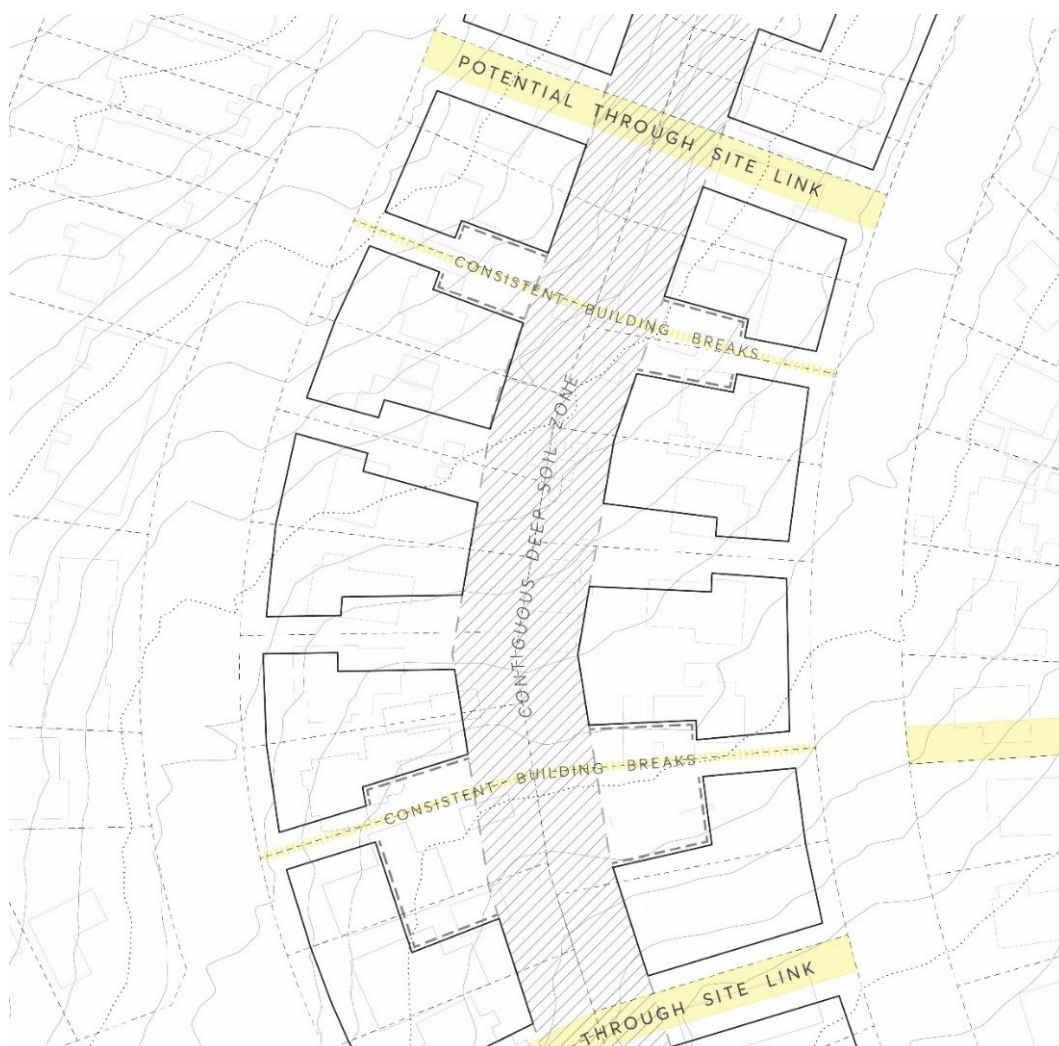 POTENTIAL THROUGH SITE LINK
CONSISTENT BUILDING BREAKS
CONTIGUOUS DEEP SOIL ZONE
CONSISTENT BUILDING BREAKS
THROUGH SITE LINK